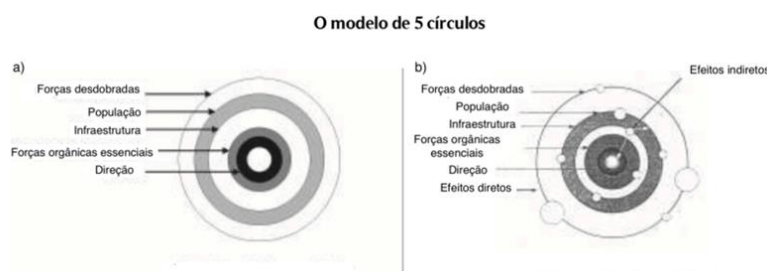 O modelo de 5 círculos
a)
Forças desdobradas
População
Infraestrutura
Forças orgânicas essenciais
Direção
b)
Efeitos indiretos
Forças desdobradas
População
Infraestrutura
Forças orgânicas
essenciais
Direção
Efeitos diretos